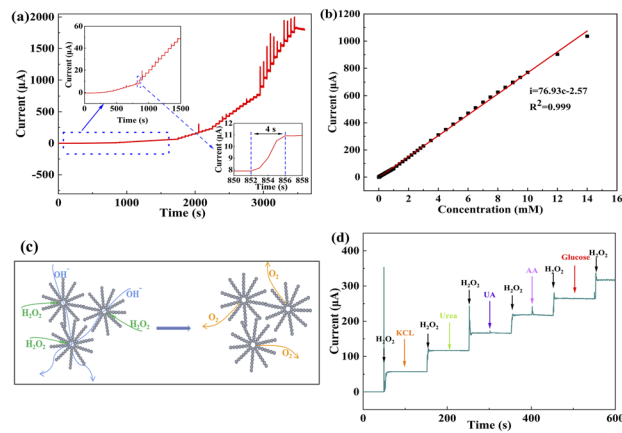 (a)
2000
1500
1000
500
0
-500
Current (μA)
0
1000
2000
3000
Time (s)
60
40
20
0
Current (μA)
0
500
1000
1500
Time (s)
11
10
9
8
Current (μA)
4 s
850 852 854 856 858
Time (s)
(b)
1200
1000
800
600
400
200
0
Current (μA)
i=76.93c-2.57
R²=0.999
0 2 4 6 8 10 12 14 16
Concentration (mM)
(c)
OH⁻
OH⁻
H₂O₂
H₂O₂
H₂O₂
O₂
O₂
O₂
(d)
400
300
200
100
0
Current (μA)
H₂O₂
KCL
H₂O₂
Urea
H₂O₂
UA
H₂O₂
AA
H₂O₂
Glucose
H₂O₂
0
200
400
600
Time (s)